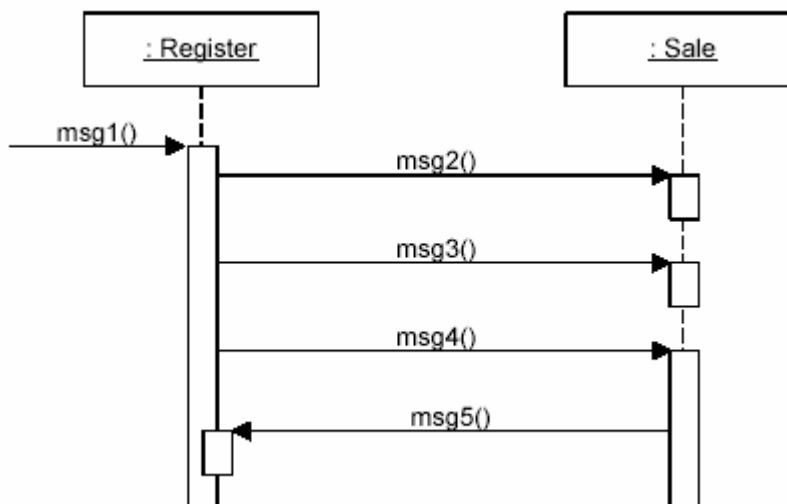 : Register
: Sale
msg1()
msg2()
msg3()
msg4()
msg5()